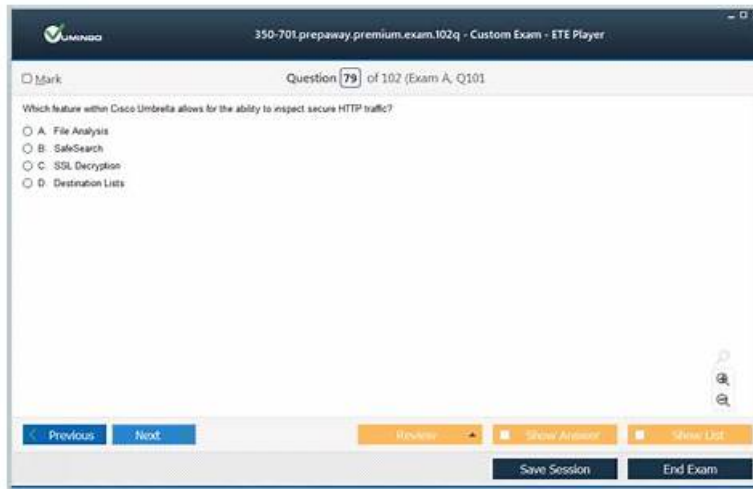 VUMINGO
350-701.prepaway.premium.exam.102q - Custom Exam - ETE Player
Mark
Question 79 of 102 (Exam A, Q101
Which feature within Cisco Umbrella allows for the ability to inspect secure HTTP traffic?
A. File Analysis
B. SafeSearch
C. SSL Decryption
D. Destination Lists
Previous
Next
Review
Show Answer
Show List
Save Session
End Exam